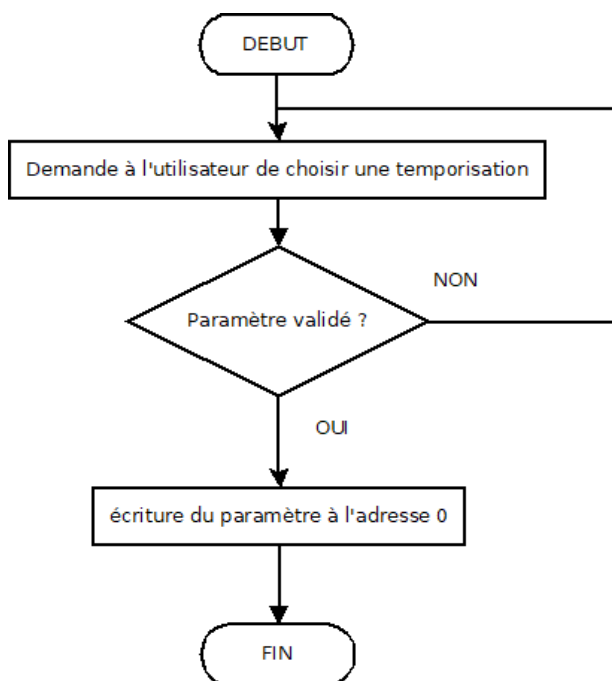 DEBUT
Demande à l'utilisateur de choisir une temporisation
NON
Paramètre validé ?
OUI
écriture du paramètre à l'adresse 0
FIN